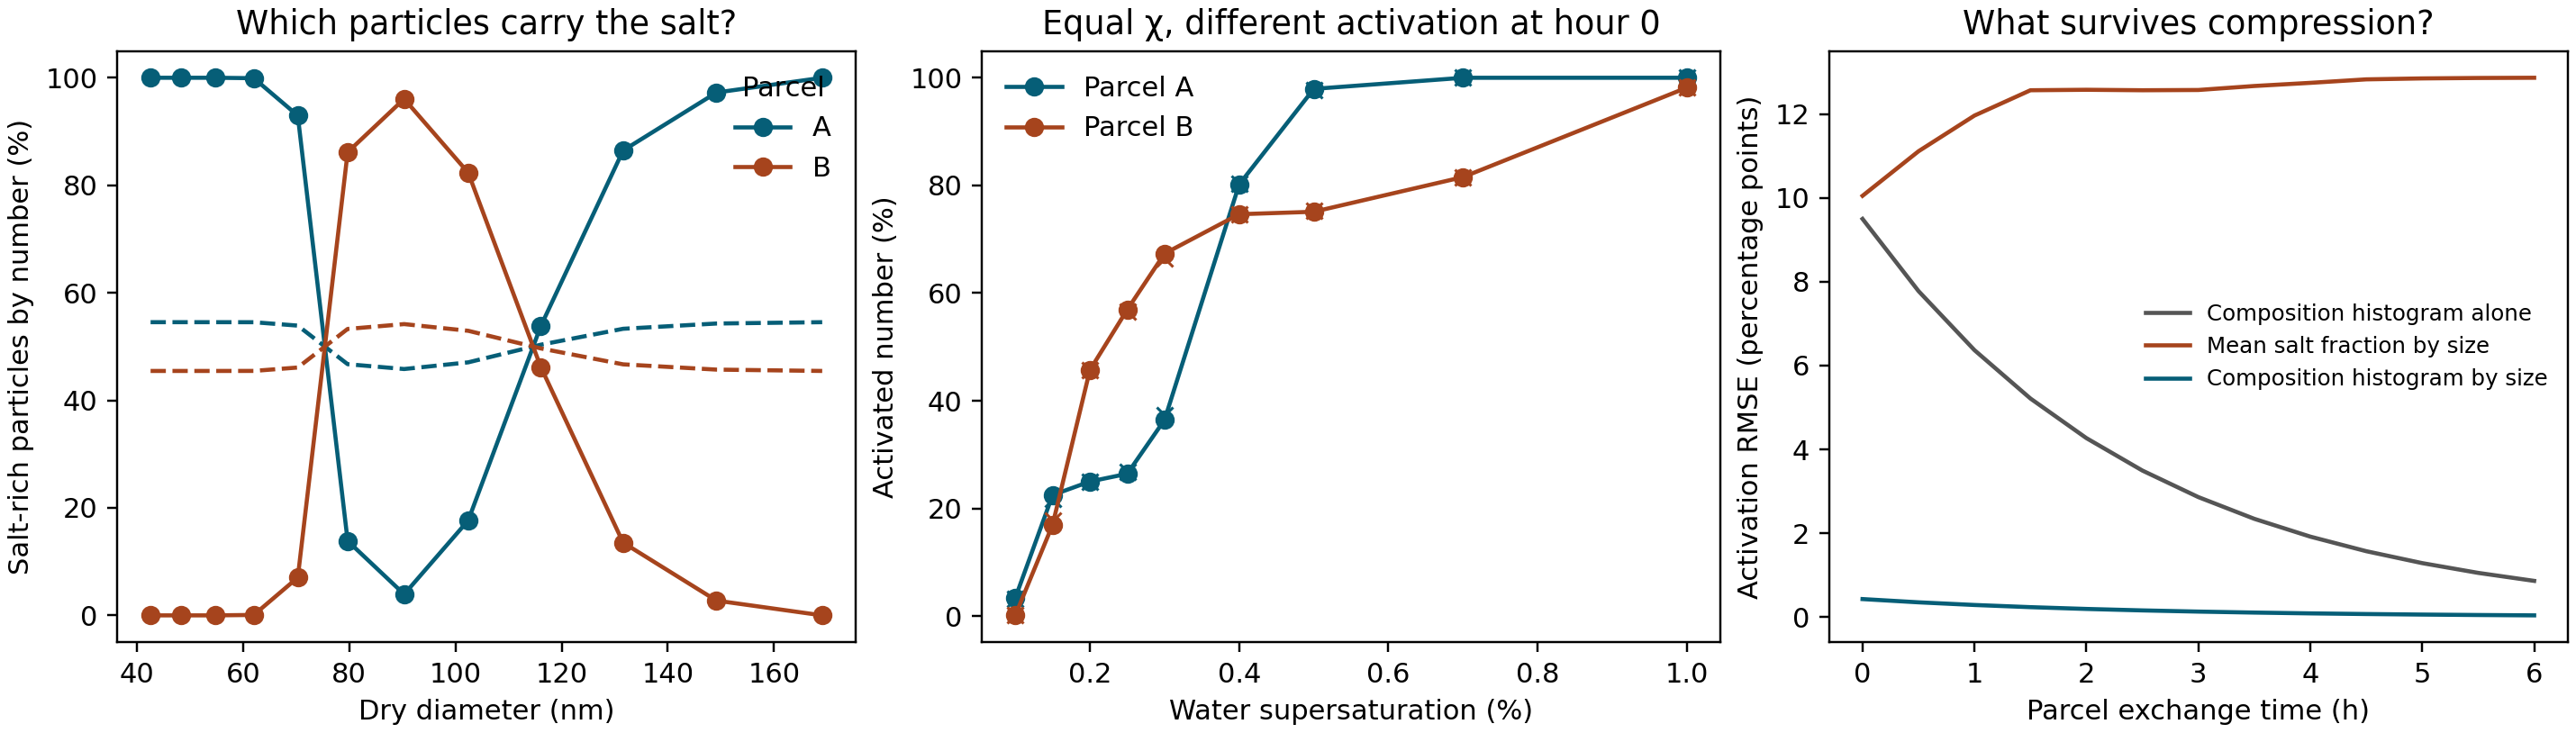 Which particles carry the salt?
Salt-rich particles by number (%)
100
80
60
40
20
0
Parcel
A
B
40 60 80 100 120 140 160
Dry diameter (nm)
Equal χ, different activation at hour 0
Activated number (%)
100
80
60
40
20
0
Parcel A
Parcel B
0.2 0.4 0.6 0.8 1.0
Water supersaturation (%)
What survives compression?
Activation RMSE (percentage points)
12
10
8
6
4
2
0
Composition histogram alone
Mean salt fraction by size
Composition histogram by size
0 1 2 3 4 5 6
Parcel exchange time (h)